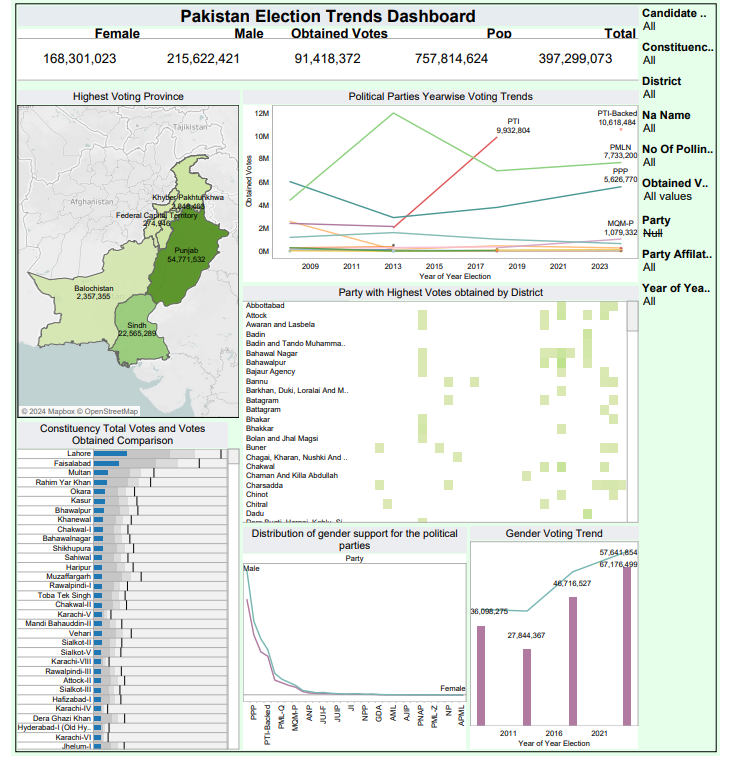 Pakistan Election Trends Dashboard
Female Male Obtained Votes Pop Total
168,301,023 215,622,421 91,418,372 757,814,624 397,299,073
Candidate ..
All
Constituenc..
All
District
All
Na Name
All
No Of Pollin..
All
Obtained V..
All values
Party
Null
Party Affilat..
All
Year of Yea..
All
Highest Voting Province
Tajikistan
Afghanistan
Khyber Pakhtunkhwa
Federal Capital Territory
274,946
Punjab
54,771,532
Balochistan
2,357,355
Sindh
22,565,289
© 2024 Mapbox © OpenStreetMap
Political Parties Yearwise Voting Trends
Obtained Votes
12M
10M
8M
6M
4M
2M
0M
PTI
9,932,804
PTI-Backed
10,618,484
PMLN
7,733,200
PPP
5,626,770
MQM-P
1,079,332
2009 2011 2013 2015 2017 2019 2021 2023
Year of Year Election
Party with Highest Votes obtained by District
Abbottabad
Attock
Awaran and Lasbela
Badin
Badin and Tando Muhamma..
Bahawal Nagar
Bahawalpur
Bajaur Agency
Bannu
Barkhan, Duki, Loralai And M..
Batagram
Battagram
Bhakar
Bhakkar
Bolan and Jhal Magsi
Buner
Chagai, Kharan, Nushki And ..
Chakwal
Chaman And Killa Abdullah
Charsadda
Chinot
Chitral
Dadu
Constituency Total Votes and Votes
Obtained Comparison
Lahore
Faisalabad
Multan
Rahim Yar Khan
Okara
Kasur
Bhawalpur
Khanewal
Chakwal-I
Bahawalnagar
Shikhupura
Sahiwal
Haripur
Muzaffargarh
Rawalpindi-I
Toba Tek Singh
Chakwal-II
Karachi-V
Mandi Bahauddin-II
Vehari
Sialkot-II
Sialkot-V
Karachi-VIII
Rawalpindi-III
Attock-II
Sialkot-III
Hafizabad-I
Karachi-IV
Dera Ghazi Khan
Hyderabad-I (Old Hy..
Karachi-VI
Jhelum-I
Distribution of gender support for the political
parties
Party
Male
Female
PPP
PTI-Backed
PML-Q
MQM-P
ANP
JUI-F
JUIP
JI
NPP
GDA
AML
AJIP
PNAP
PML-Z
NP
APML
Gender Voting Trend
57,641,854
67,176,499
46,716,527
36,098,275
27,844,367
2011 2016 2021
Year of Year Election